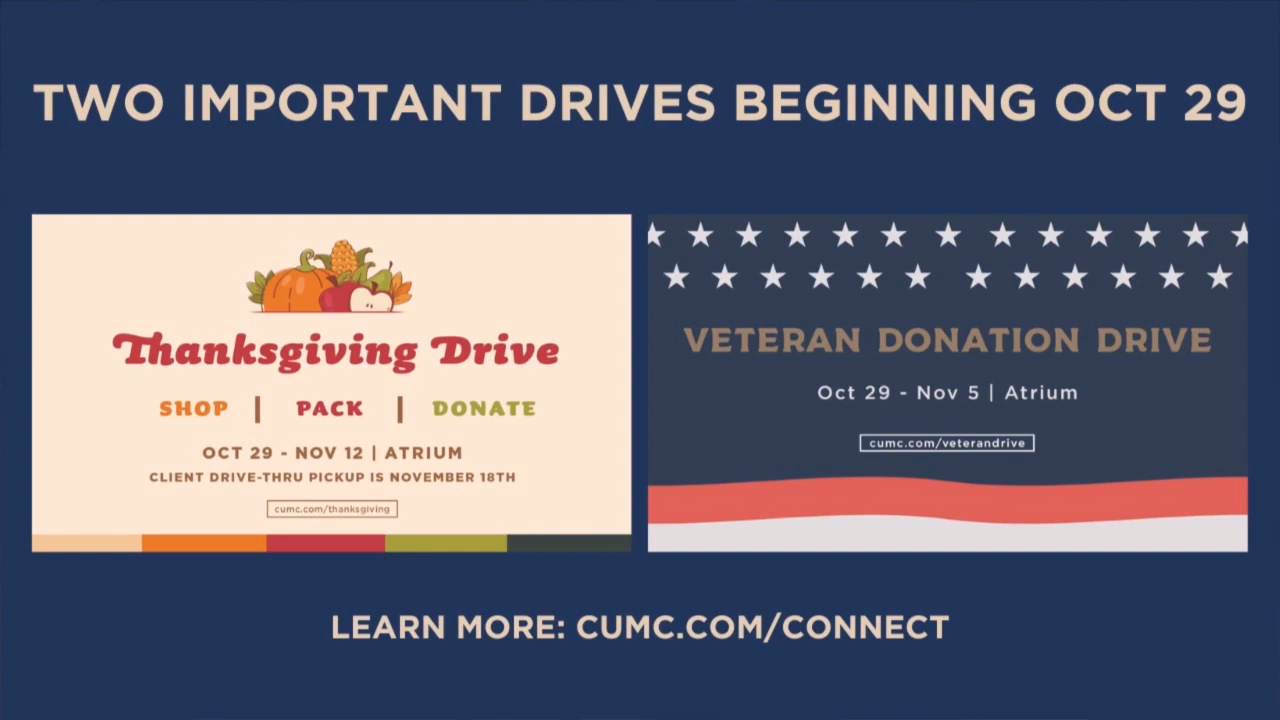 TWO IMPORTANT DRIVES BEGINNING OCT 29
Thanksgiving Drive
SHOP | PACK | DONATE
OCT 29 - NOV 12 | ATRIUM
CLIENT DRIVE-THRU PICKUP IS NOVEMBER 18TH
cumc.com/thanksgiving
VETERAN DONATION DRIVE
Oct 29 - Nov 5 | Atrium
cumc.com/veterandrive
LEARN MORE: CUMC.COM/CONNECT